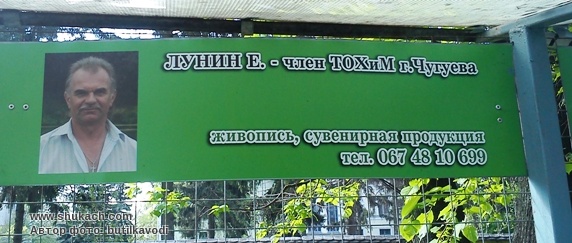 ЛУНИН Е. - член ТОХиМ г.Чугуева
живопись, сувенирная продукция
тел. 067 48 10 699
www.shukach.com
Автор фото: butikavodi